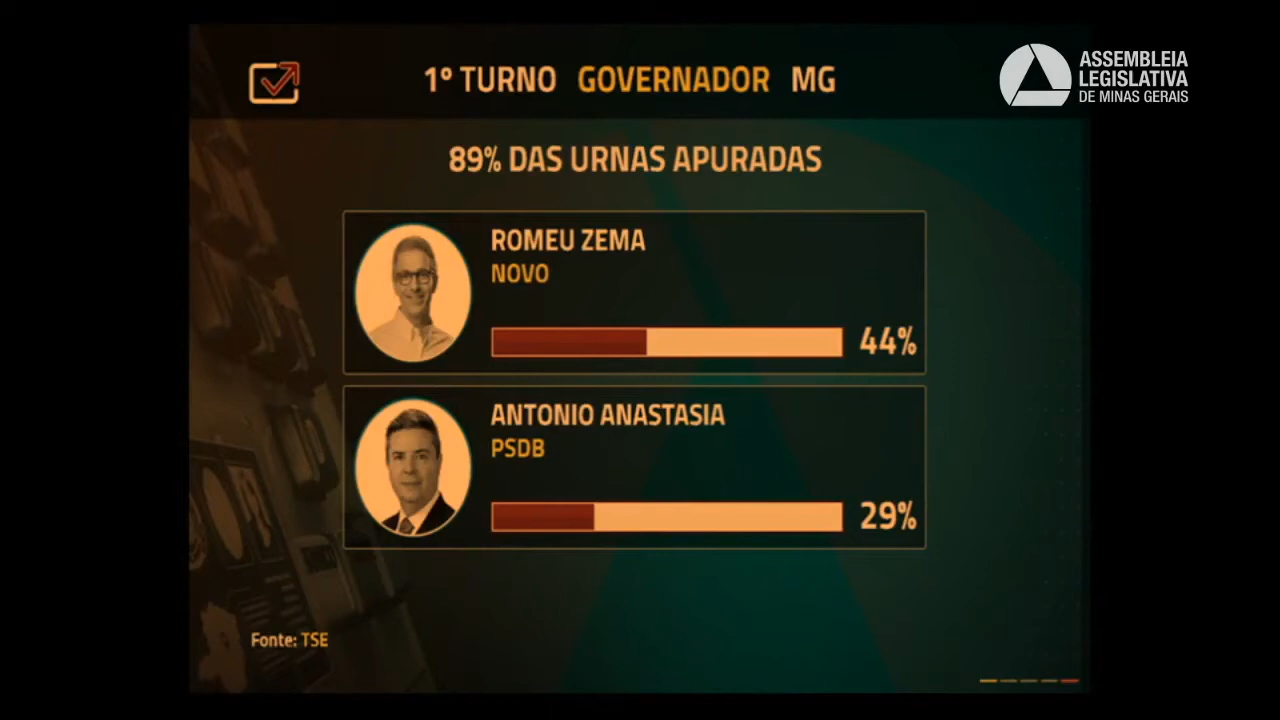 1º TURNO GOVERNADOR MG
ASSEMBLEIA
LEGISLATIVA
DE MINAS GERAIS
89% DAS URNAS APURADAS
ROMEU ZEMA
NOVO
44%
ANTONIO ANASTASIA
PSDB
29%
Fonte: TSE